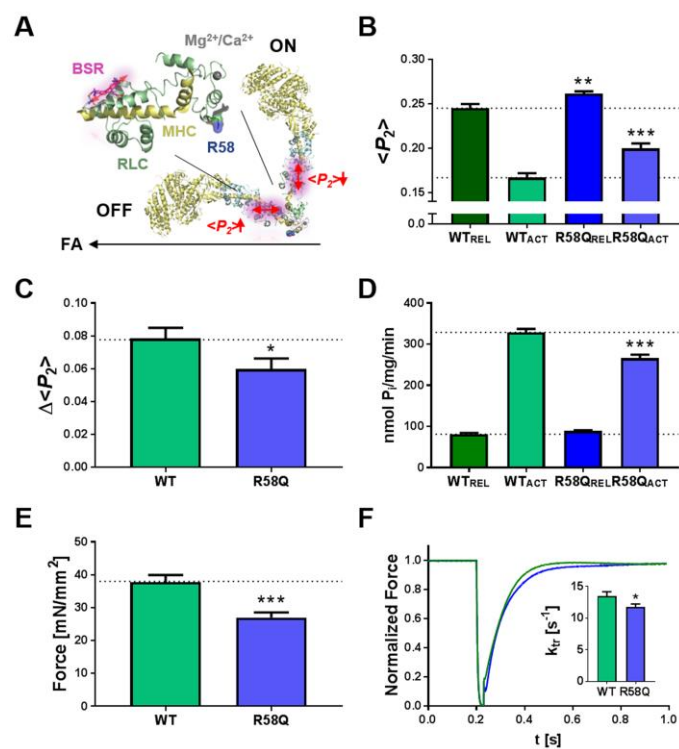 A
Mg²⁺/Ca²⁺
ON
BSR
MHC
RLC
R58
<P₂>
OFF
<P₂>
FA
B
<P₂>
0.30
0.25
0.20
0.15
0.00
**
***
WT_REL WT_ACT R58Q_REL R58Q_ACT
C
Δ<P₂>
0.10
0.08
0.06
0.04
0.02
0.00
*
WT R58Q
D
nmol Pᵢ/mg/min
400
300
200
100
0
***
WT_REL WT_ACT R58Q_REL R58Q_ACT
E
Force [mN/mm²]
50
40
30
20
10
0
***
WT R58Q
F
Normalized Force
1.0
0.8
0.6
0.4
0.2
0.0
0.0 0.2 0.4 0.6 0.8 1.0
t [s]
k_tr [s⁻¹]
15
10
5
0
*
WT R58Q